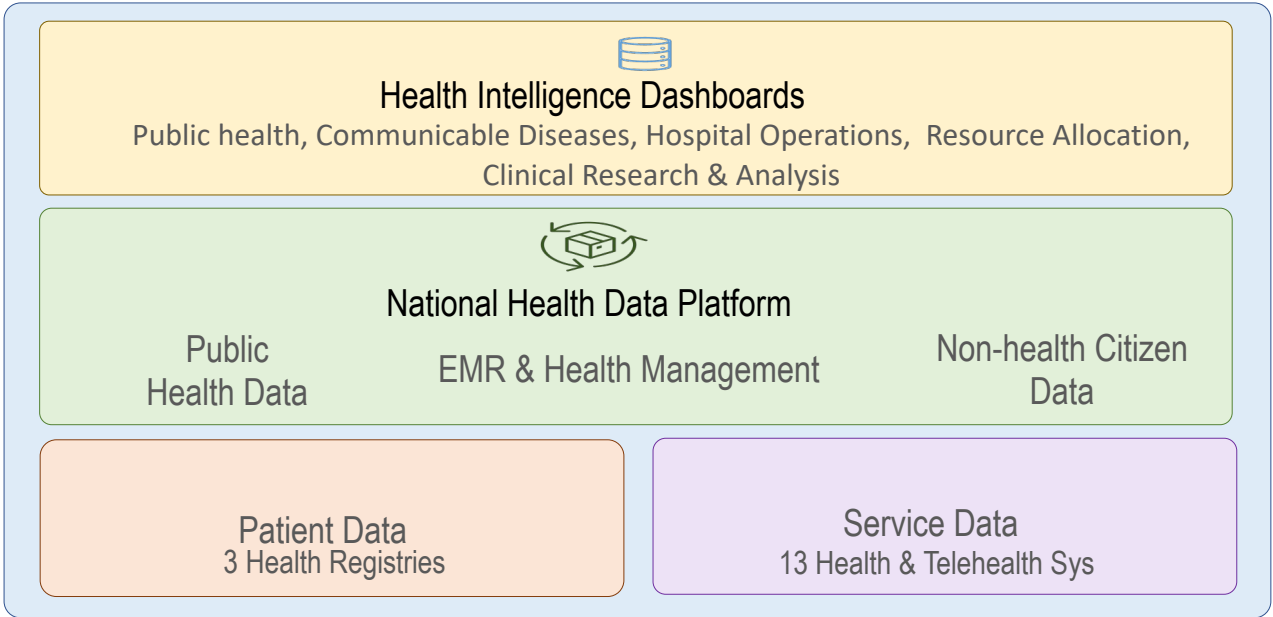 Health Intelligence Dashboards
Public health, Communicable Diseases, Hospital Operations, Resource Allocation,
Clinical Research & Analysis
National Health Data Platform
Public
Health Data
EMR & Health Management
Non-health Citizen
Data
Patient Data
3 Health Registries
Service Data
13 Health & Telehealth Sys